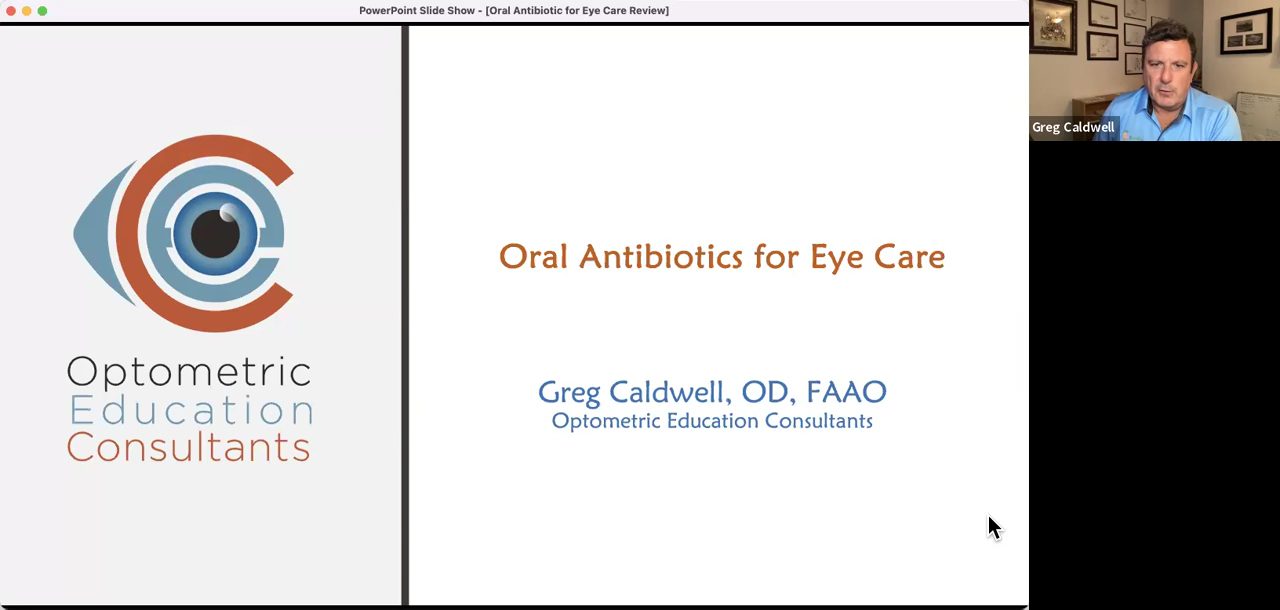 PowerPoint Slide Show - [Oral Antibiotic for Eye Care Review]
Optometric
Education
Consultants
Oral Antibiotics for Eye Care
Greg Caldwell, OD, FAAO
Optometric Education Consultants
Greg Caldwell